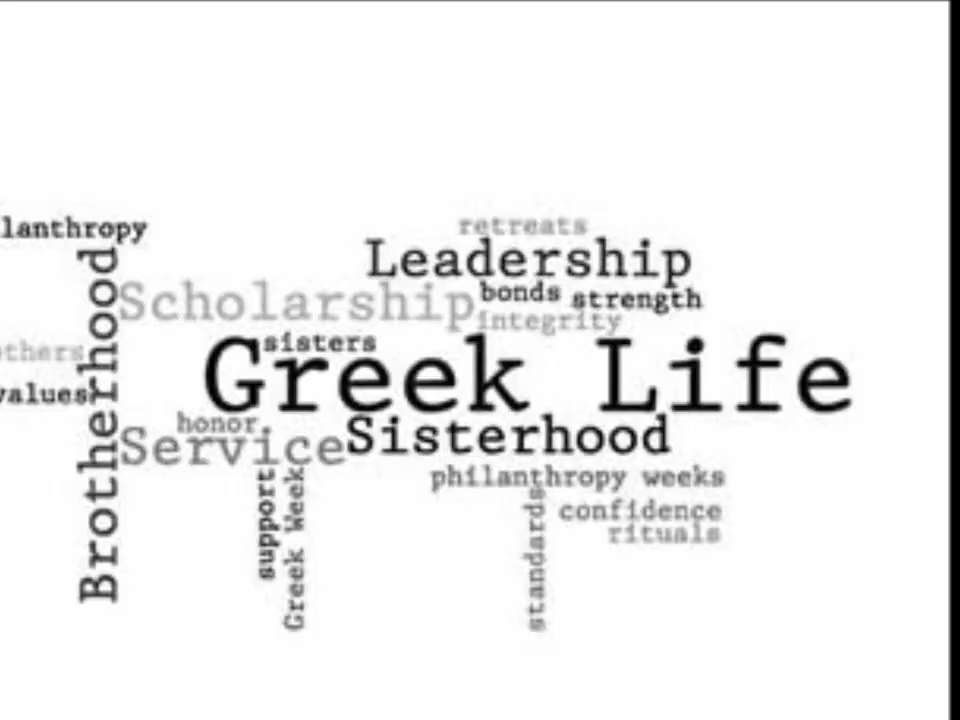 lanthropy
retreats
Leadership
Scholarship
bonds
strength
integrity
sisters
Brotherhood
others
Greek Life
values
honor
Service
Sisterhood
support
Greek Week
philanthropy weeks
standards
confidence
rituals